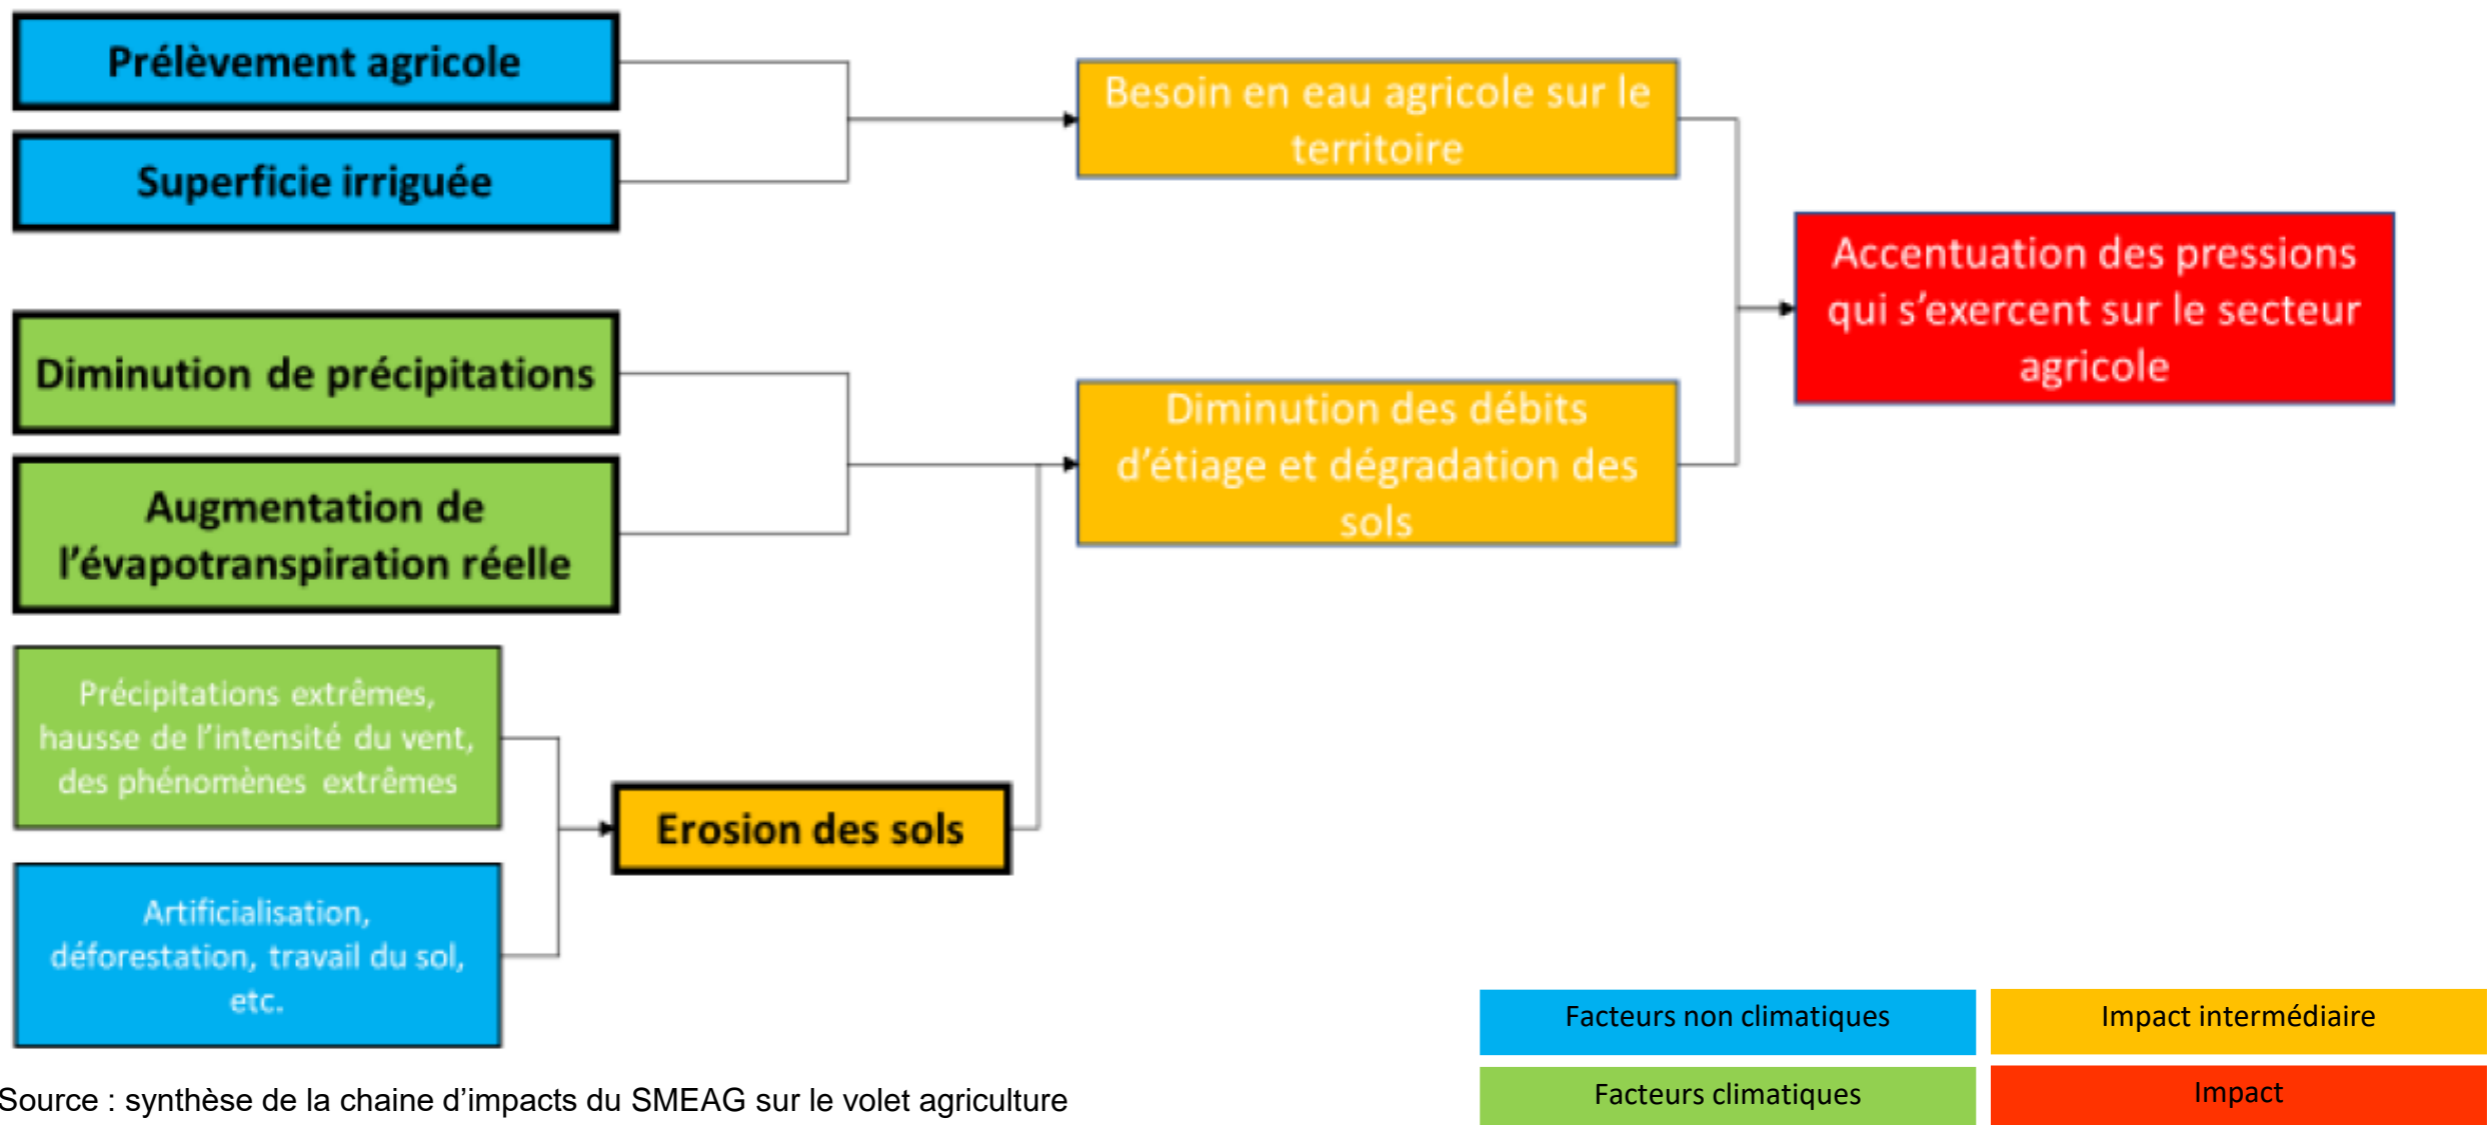 Prélèvement agricole
Superficie irriguée
Besoin en eau agricole sur le
territoire
Accentuation des pressions
qui s’exercent sur le secteur
agricole
Diminution de précipitations
Diminution des débits
d’étiage et dégradation des
sols
Augmentation de
l’évapotranspiration réelle
Précipitations extrêmes,
hausse de l’intensité du vent,
des phénomènes extrêmes
Erosion des sols
Artificialisation,
déforestation, travail du sol,
etc.
Facteurs non climatiques
Impact intermédiaire
Facteurs climatiques
Impact
Source : synthèse de la chaine d’impacts du SMEAG sur le volet agriculture